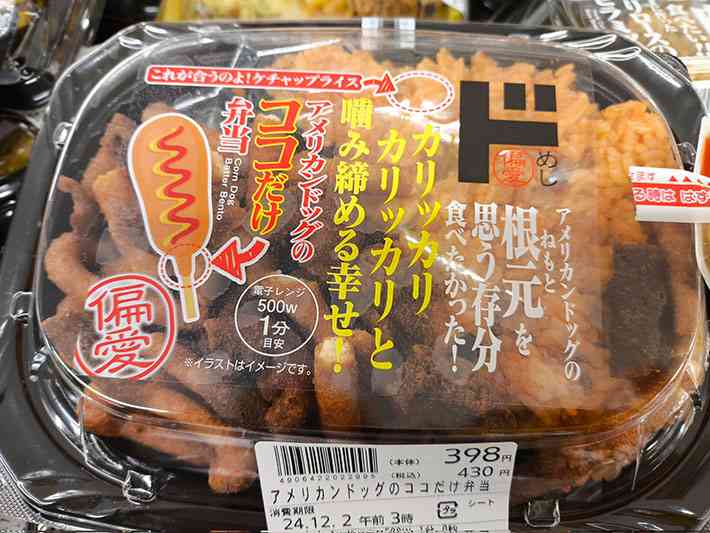 これが合うのよ!ケチャップライス
ド
偏愛
めし
アメリカンドッグの
根元を
ねもと
思う存分
食べたかった!
カリッカリ
カリッカリと
噛み締める幸せ!
アメリカンドッグの
ココだけ
弁当
Corn Dog
Batter Bento
偏愛
電子レンジ
500w
1分
目安
※イラストはイメージです。
4906422022006
(本体) 398円
(税込) 430円
アメリカンドッグのココだけ弁当
消費期限
24.12.2 午前 3時
プラ
シート